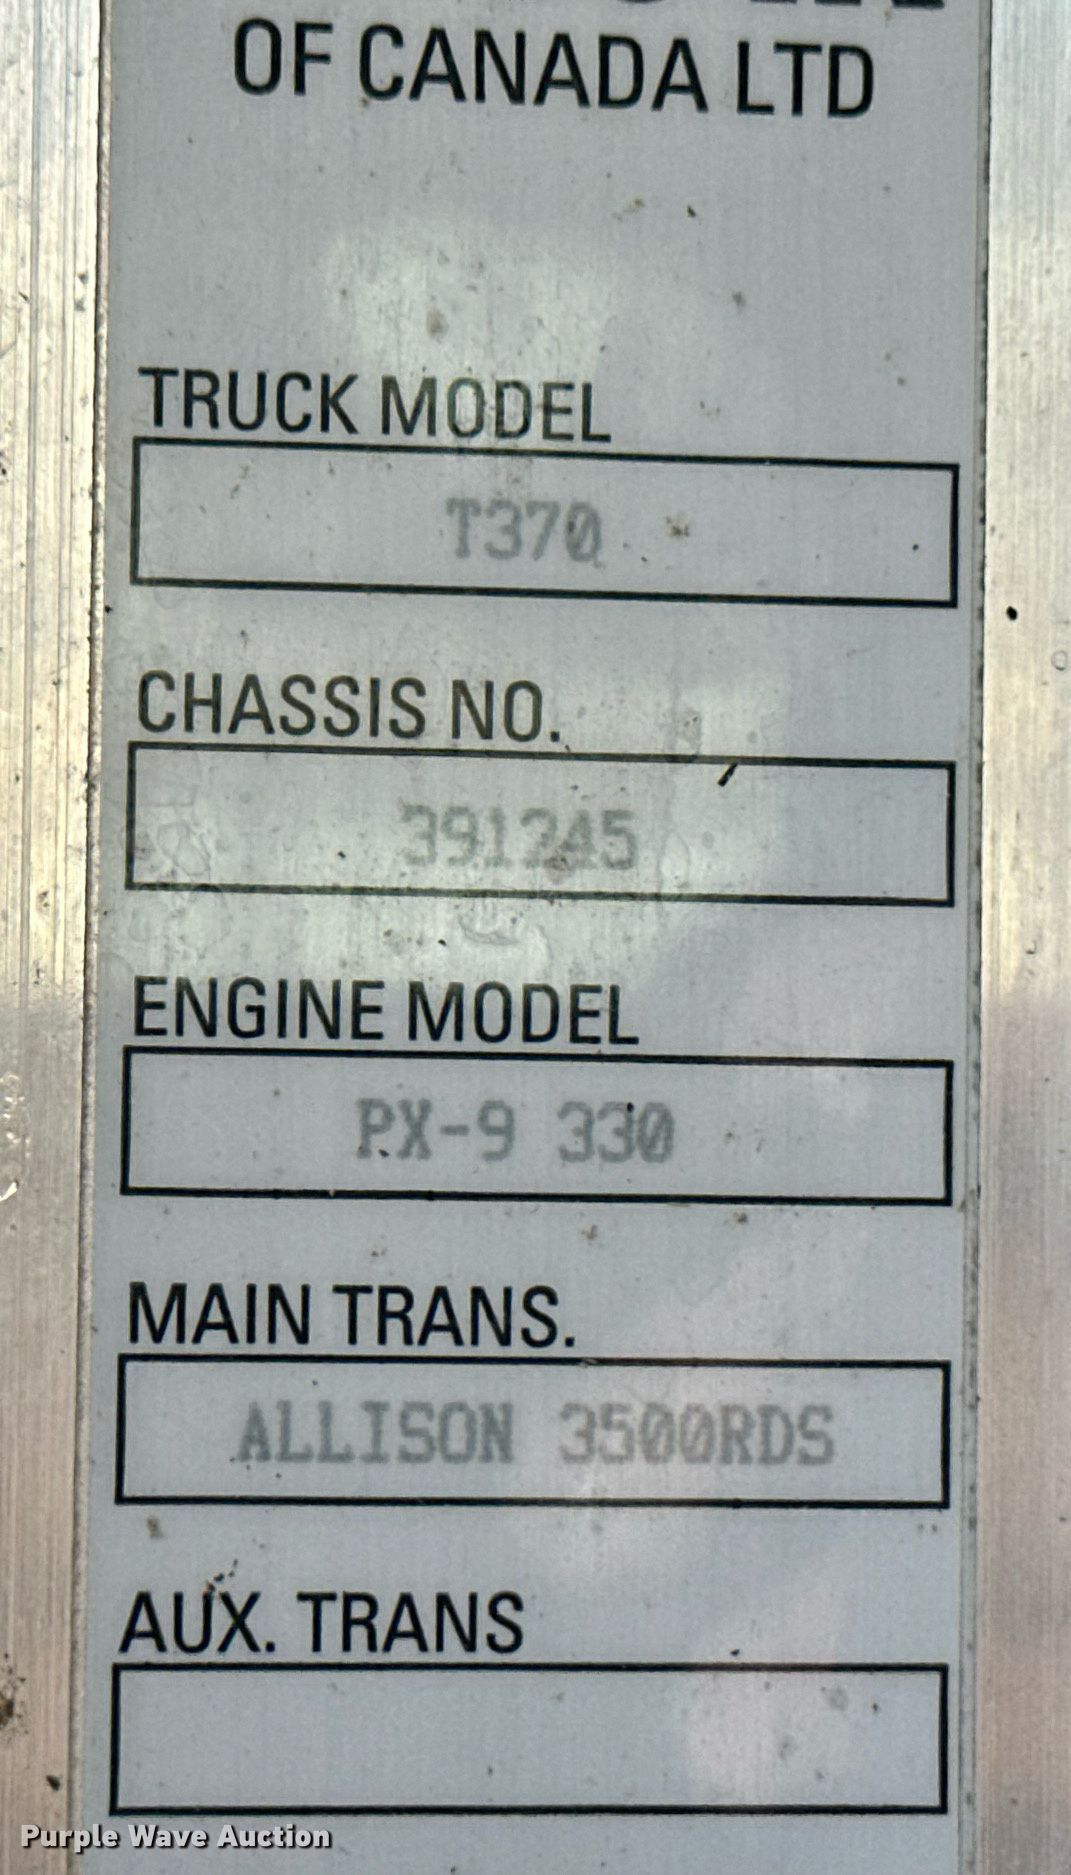 OF CANADA LTD
TRUCK MODEL
T370
CHASSIS NO.
391245
ENGINE MODEL
PX-9 330
MAIN TRANS.
ALLISON 3500RDS
AUX. TRANS
Purple Wave Auction